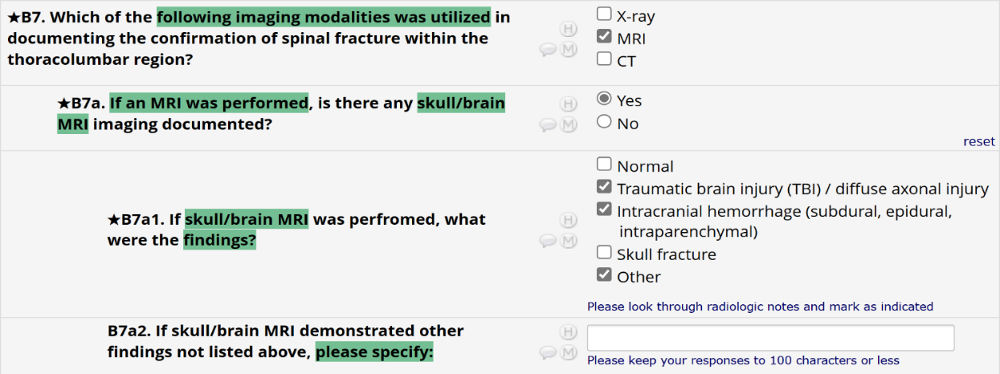 ★B7. Which of the following imaging modalities was utilized in
documenting the confirmation of spinal fracture within the
thoracolumbar region?
H
M
X-ray
MRI
CT
★B7a. If an MRI was performed, is there any skull/brain
MRI imaging documented?
H
M
Yes
No
reset
★B7a1. If skull/brain MRI was perfromed, what
were the findings?
H
M
Normal
Traumatic brain injury (TBI) / diffuse axonal injury
Intracranial hemorrhage (subdural, epidural,
intraparenchymal)
Skull fracture
Other
Please look through radiologic notes and mark as indicated
B7a2. If skull/brain MRI demonstrated other
findings not listed above, please specify:
H
M
Please keep your responses to 100 characters or less